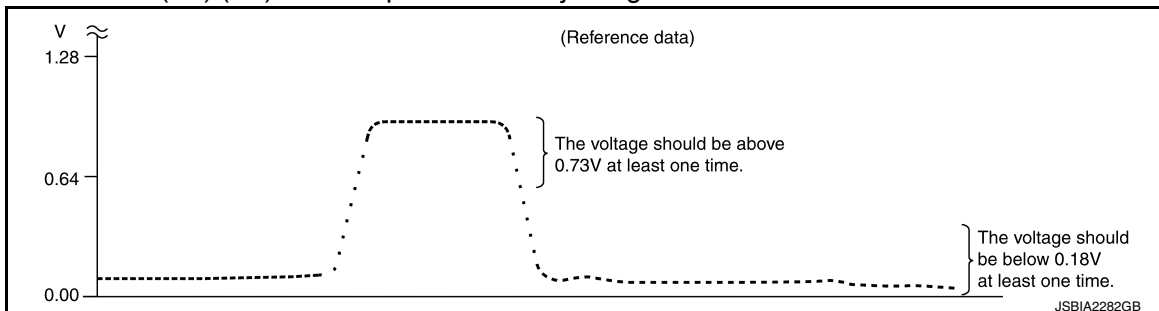 V
(Reference data)
1.28
The voltage should be above
0.73V at least one time.
0.64
The voltage should
be below 0.18V
at least one time.
0.00
JSBIA2282GB